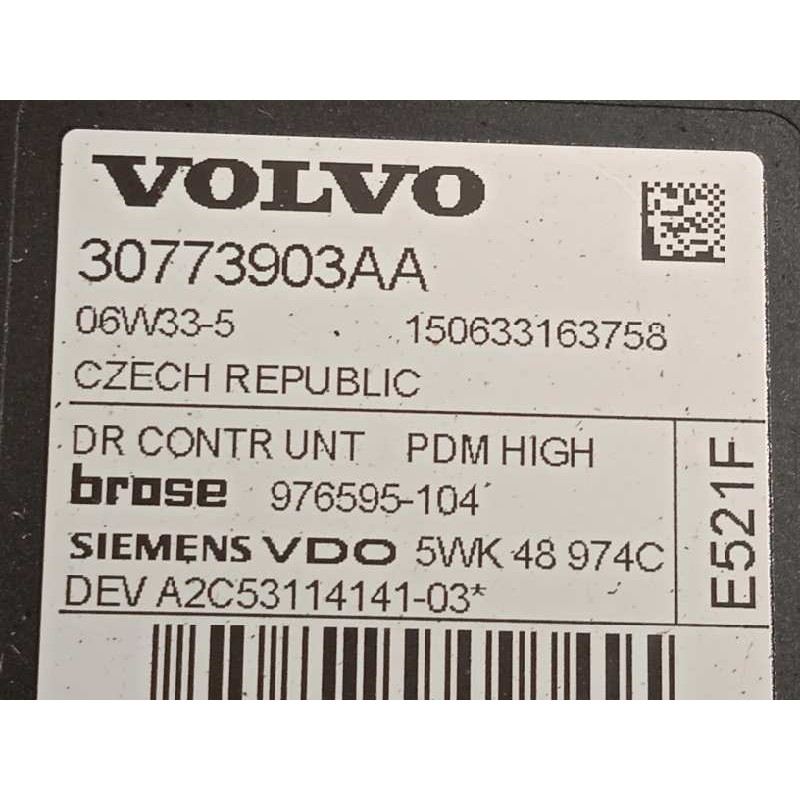 VOLVO
30773903AA
06W33-5 150633163758
CZECH REPUBLIC
DR CONTR UNT PDM HIGH
brose 976595-104
SIEMENS VDO 5WK 48 974C
DEV A2C53114141-03*
E521F